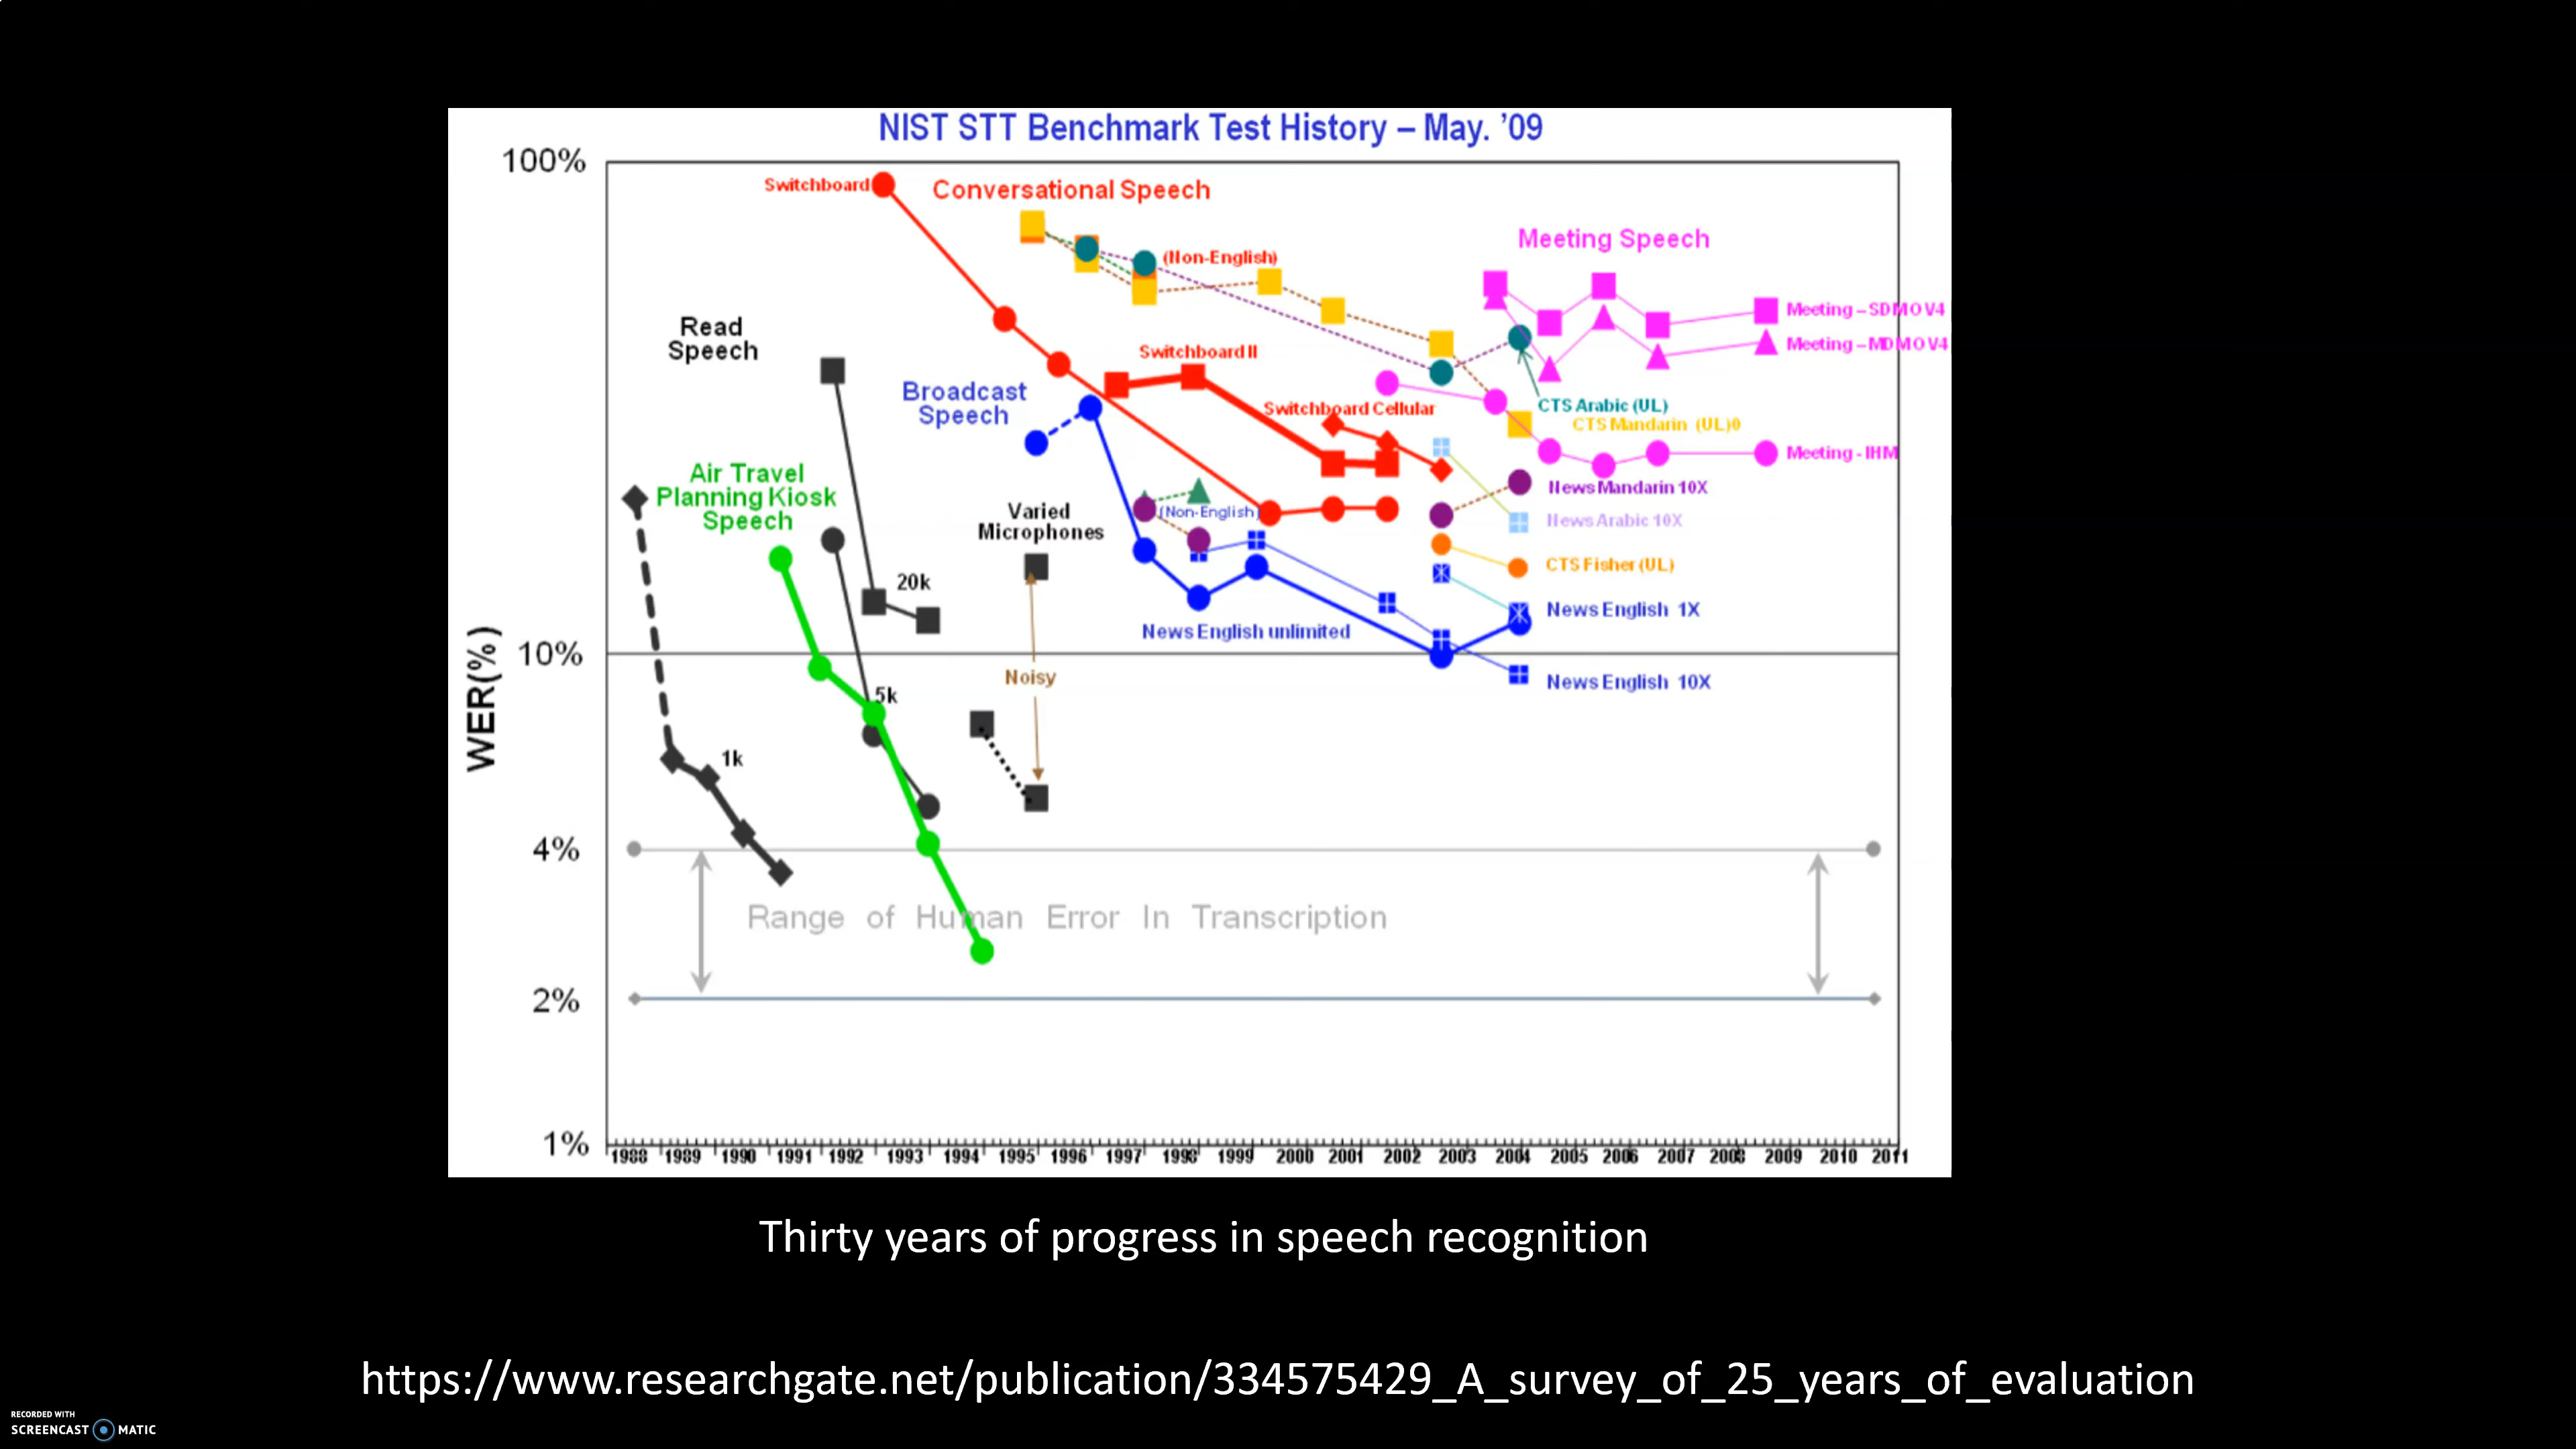 NIST STT Benchmark Test History – May. ’09
100%
Switchboard
Conversational Speech
Meeting Speech
(Non-English)
Meeting – SDM OV4
Read
Speech
Meeting – MDM OV4
Switchboard II
Broadcast
Speech
Switchboard Cellular
CTS Arabic (UL)
CTS Mandarin (UL)0
Meeting - IHM
Air Travel
Planning Kiosk
Speech
News Mandarin 10X
Varied
Microphones
(Non-English)
News Arabic 10X
CTS Fisher (UL)
20k
News English 1X
News English unlimited
WER(%)
10%
Noisy
News English 10X
5k
1k
4%
Range of Human Error In Transcription
2%
1%
1988 1989 1990 1991 1992 1993 1994 1995 1996 1997 1998 1999 2000 2001 2002 2003 2004 2005 2006 2007 2008 2009 2010 2011
Thirty years of progress in speech recognition
https://www.researchgate.net/publication/334575429_A_survey_of_25_years_of_evaluation
RECORDED WITH
SCREENCAST MATIC